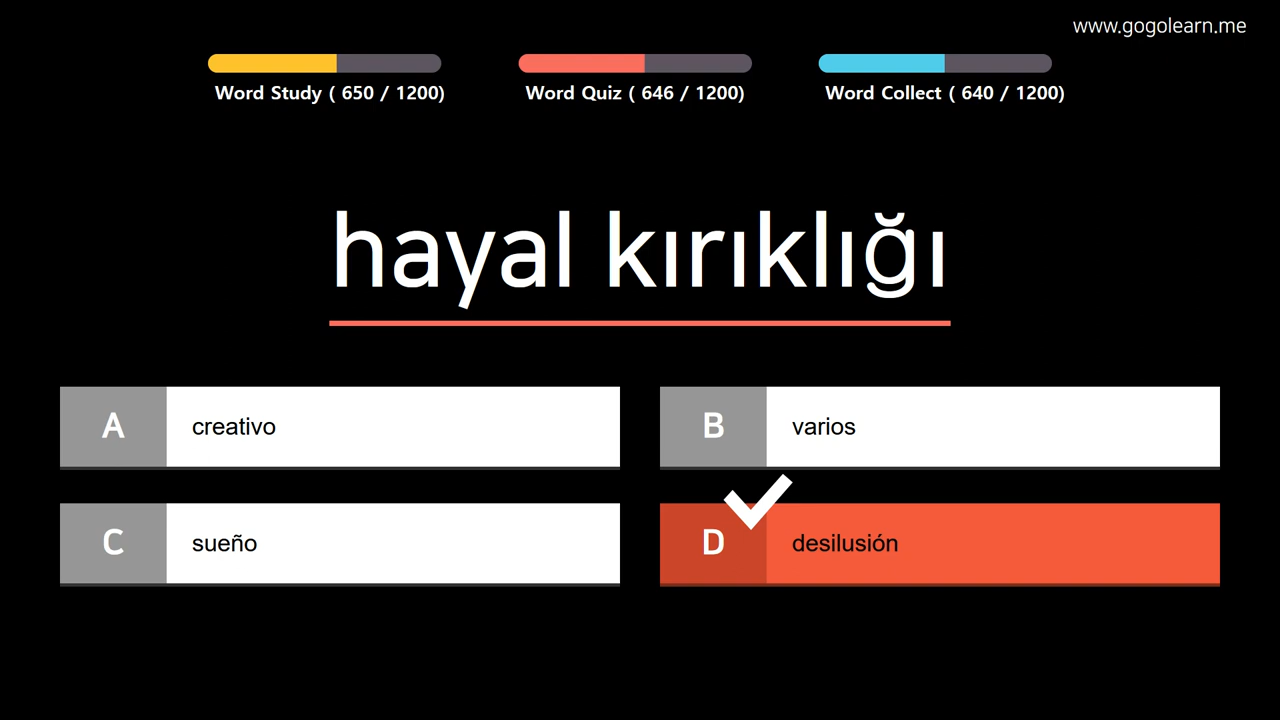 www.gogolearn.me
Word Study ( 650 / 1200)
Word Quiz ( 646 / 1200)
Word Collect ( 640 / 1200)
hayal kırıklığı
A creativo
B varios
C sueño
D desilusión